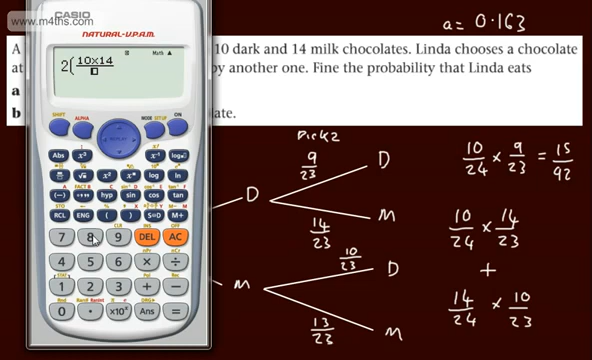 www.m4ths.com
CASIO
NATURAL-V.P.A.M.
Math ▲
2(10×14/
a = 0.163
A
10 dark and 14 milk chocolates. Linda chooses a chocolate
at
by another one. Fine the probability that Linda eats
a
b
late.
SHIFT ALPHA REPLAY MODE SETUP ON
Abs x³ x⁻¹ log
√ x² log ln
(−) hyp sin cos tan
RCL ENG ( ) S⇔D M+
7 8 9 DEL AC
4 5 6 × ÷
1 2 3 + −
0 • ×10ˣ Ans =
Pick 2
D
9/23
D
14/23
M
M
10/23
D
13/23
M
10/24 × 9/23 = 15/92
10/24 × 14/23
+
14/24 × 10/23